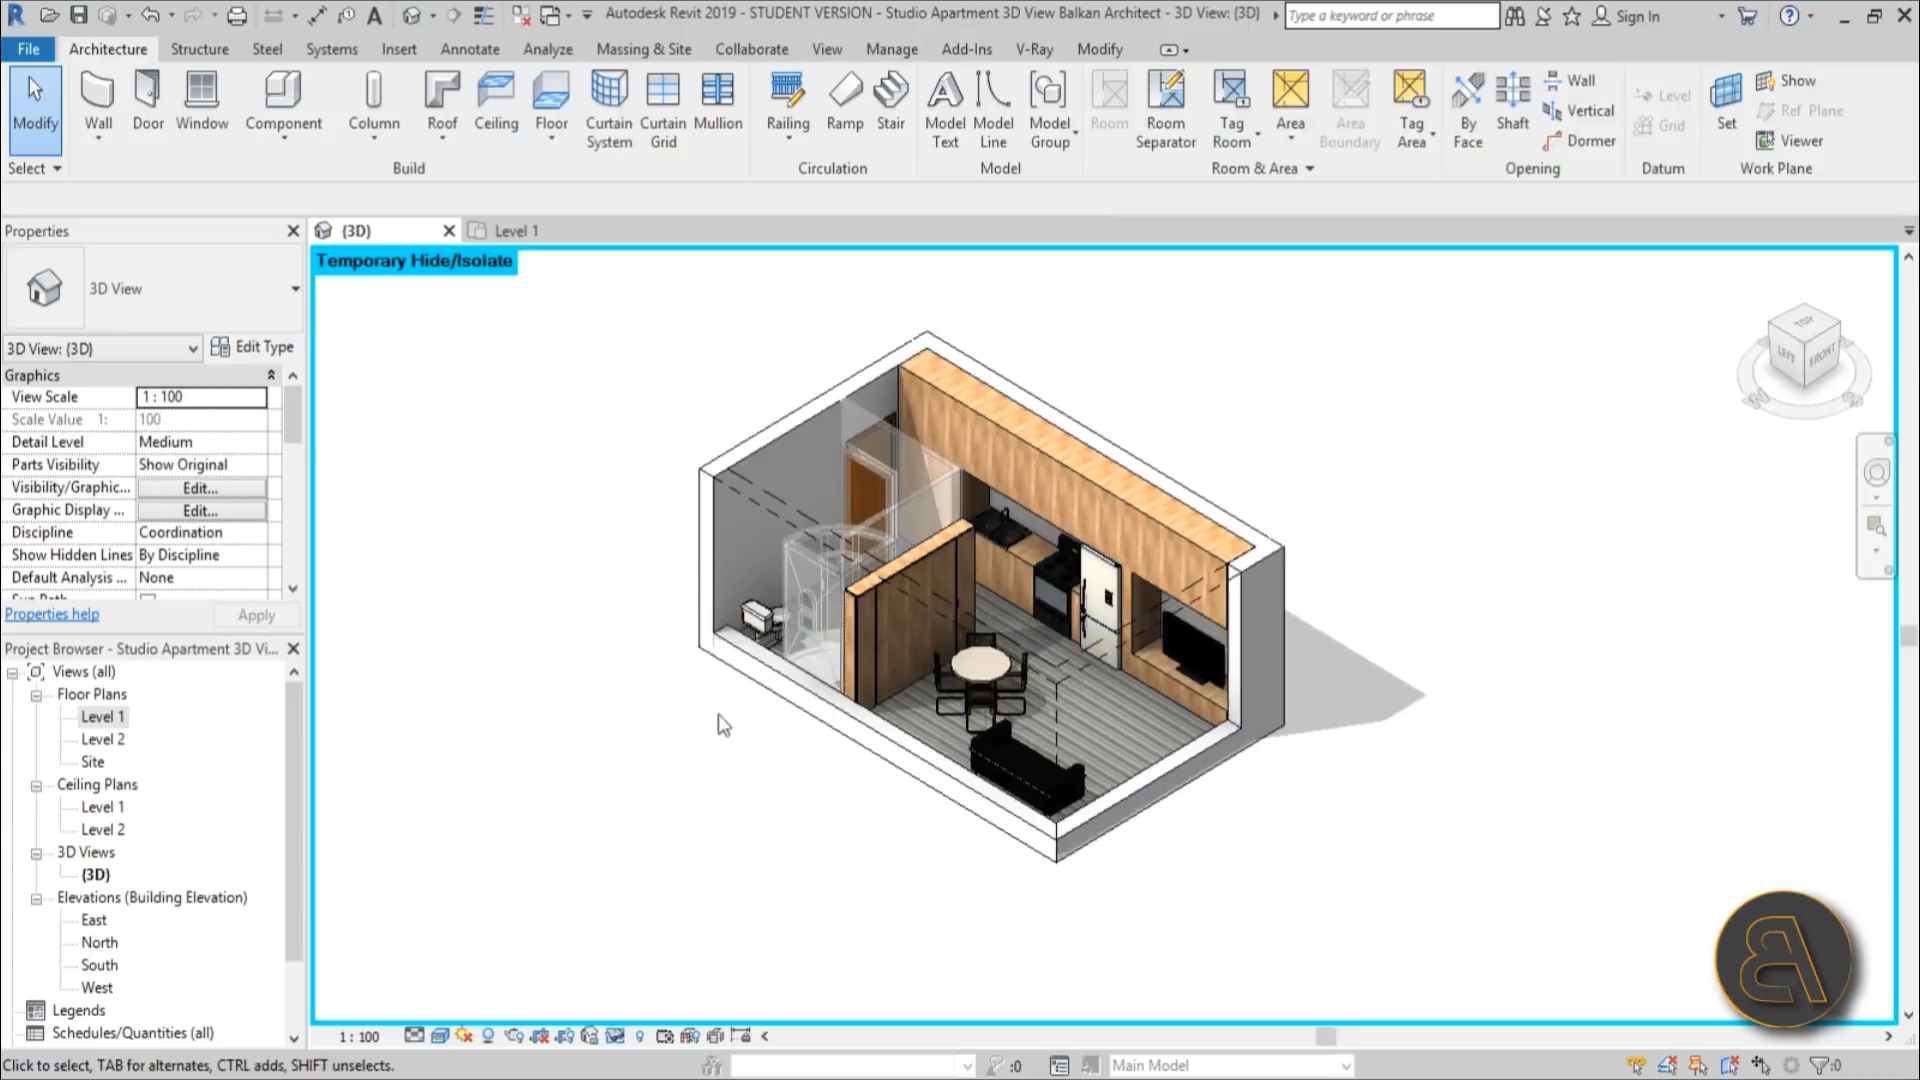 Autodesk Revit 2019 - STUDENT VERSION - Studio Apartment 3D View Balkan Architect - 3D View: {3D}
Type a keyword or phrase
Sign In
File Architecture Structure Steel Systems Insert Annotate Analyze Massing & Site Collaborate View Manage Add-Ins V-Ray Modify
Modify
Wall
Door
Window
Component
Column
Roof
Ceiling
Floor
Curtain System
Curtain Grid
Mullion
Railing
Ramp
Stair
Model Text
Model Line
Model Group
Room
Room Separator
Tag Room
Area
Area Boundary
Tag Area
By Face
Shaft
Wall
Vertical
Dormer
Level
Grid
Set
Show
Ref Plane
Viewer
Select
Build
Circulation
Model
Room & Area
Opening
Datum
Work Plane
Properties
{3D}
Level 1
Temporary Hide/Isolate
3D View
3D View: {3D}
Edit Type
Graphics
View Scale 1 : 100
Scale Value 1: 100
Detail Level Medium
Parts Visibility Show Original
Visibility/Graphic... Edit...
Graphic Display ... Edit...
Discipline Coordination
Show Hidden Lines By Discipline
Default Analysis ... None
Properties help
Apply
Project Browser - Studio Apartment 3D Vi...
Views (all)
Floor Plans
Level 1
Level 2
Site
Ceiling Plans
Level 1
Level 2
3D Views
{3D}
Elevations (Building Elevation)
East
North
South
West
Legends
Schedules/Quantities (all)
TOP
LEFT
FRONT
1 : 100
Click to select, TAB for alternates, CTRL adds, SHIFT unselects.
:0
Main Model
:0